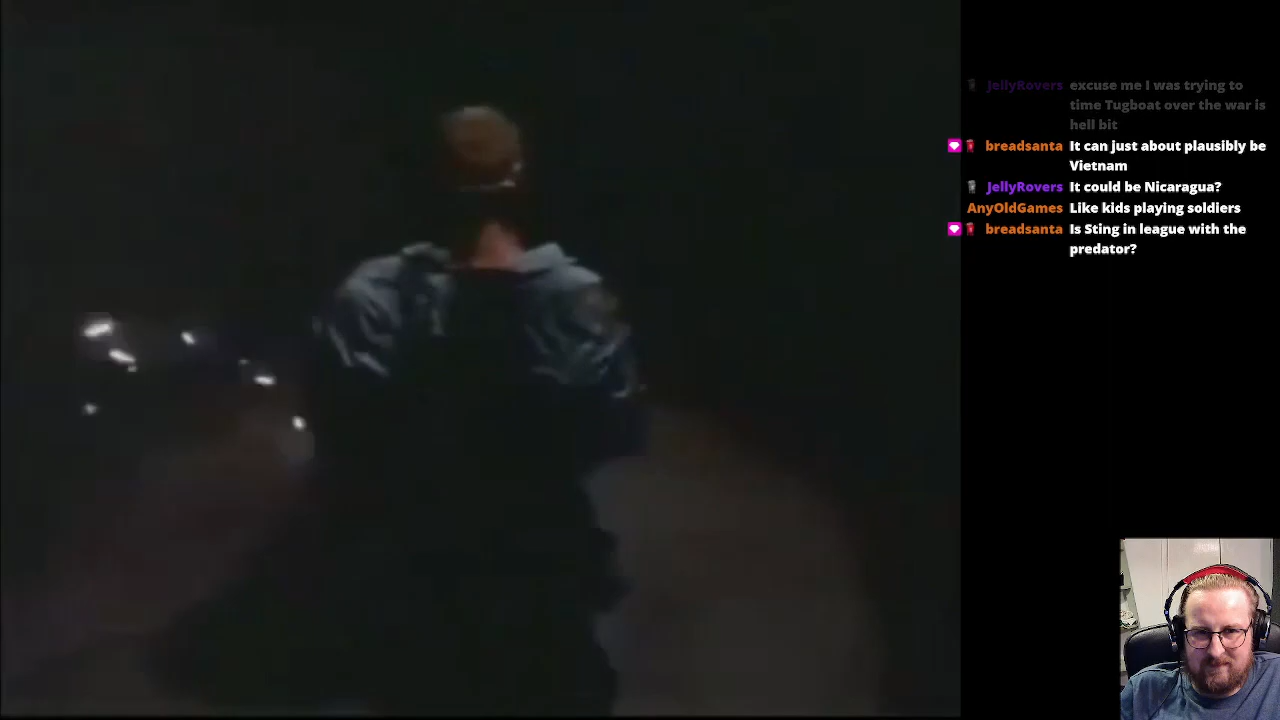 JellyRovers excuse me I was trying to
time Tugboat over the war is
hell bit
breadsanta It can just about plausibly be
Vietnam
JellyRovers It could be Nicaragua?
AnyOldGames Like kids playing soldiers
breadsanta Is Sting in league with the
predator?